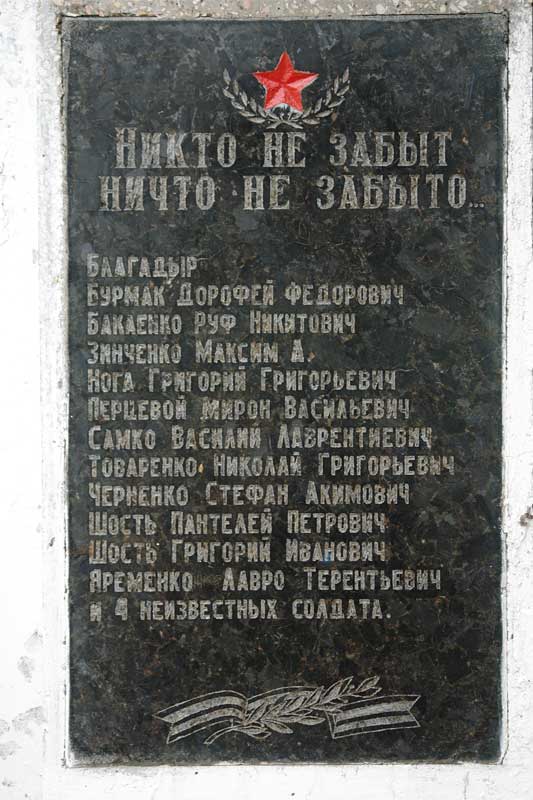 Никто не забыт
ничто не забыто...
Благадыр
Бурмак Дорофей Федорович
Бакаенко Руф Никитович
Зинченко Максим А.
Нога Григорий Григорьевич
Перцевой Мирон Васильевич
Самко Василий Лаврентиевич
Товаренко Николай Григорьевич
Черненко Стефан Акимович
Шость Пантелей Петрович
Шость Григорий Иванович
Яременко Лавро Терентьевич
и 4 неизвестных солдата.